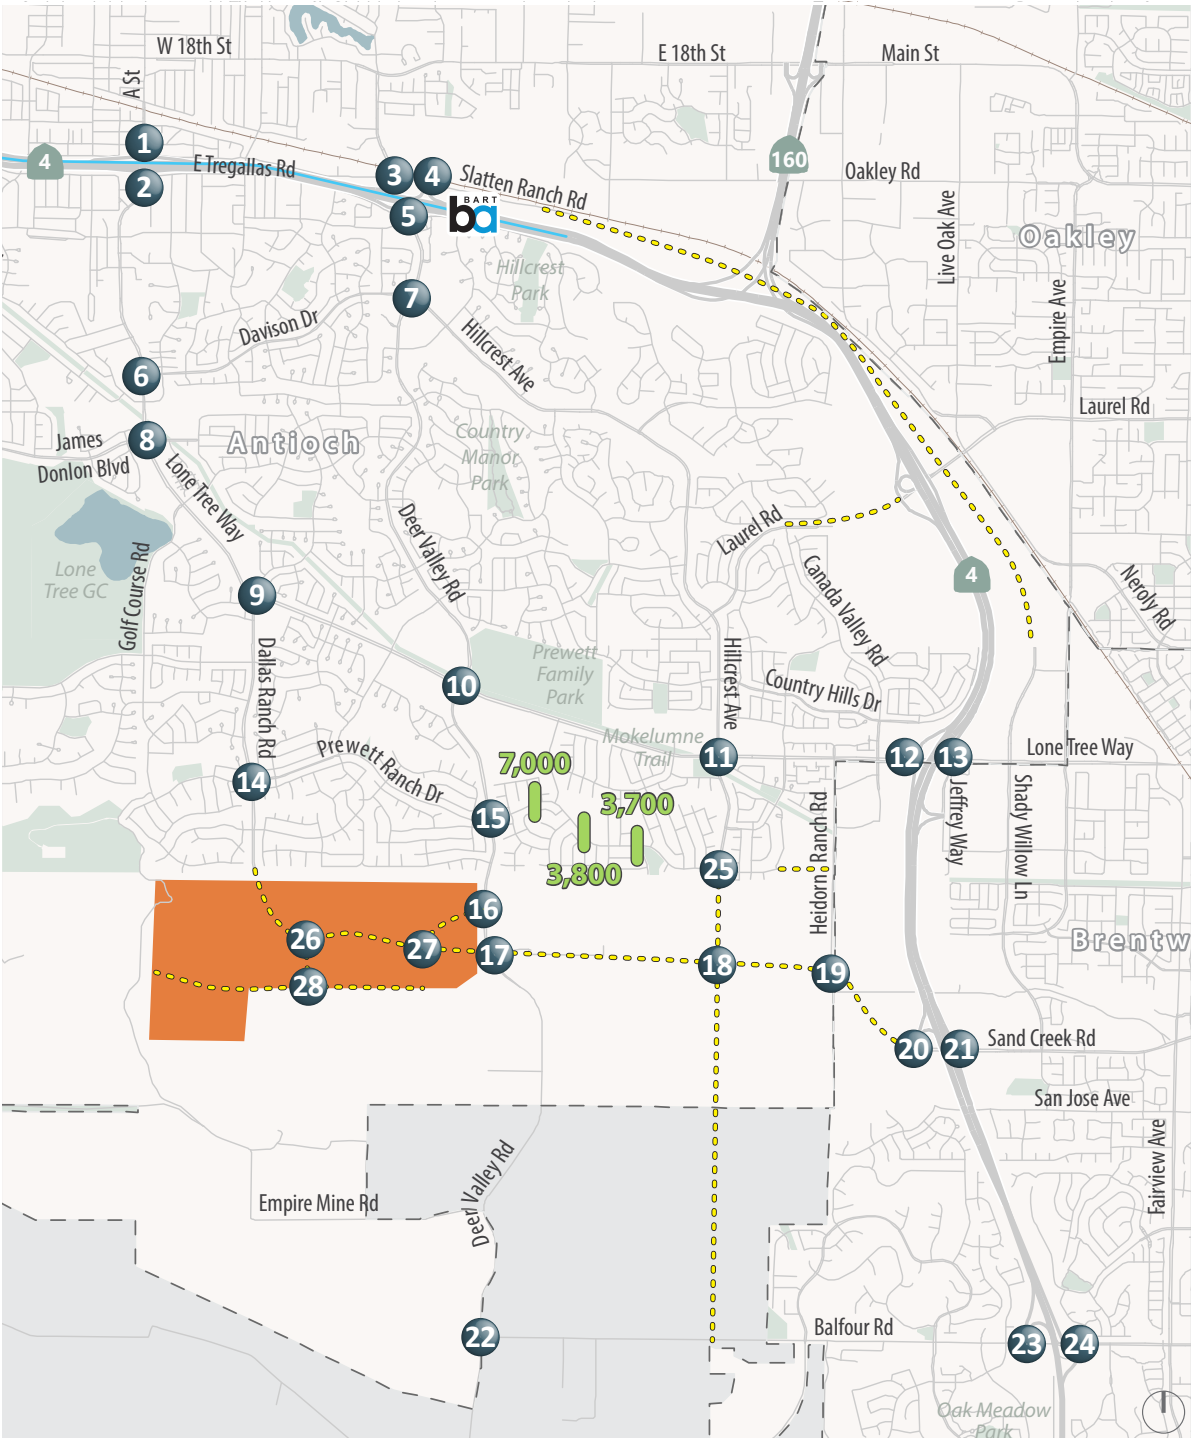 W 18th St
E 18th St
Main St
A St
1
4
E Tregallas Rd
2
3
4
Slatten Ranch Rd
160
Oakley Rd
BART
ba
5
Live Oak Ave
Oakley
Hillcrest
Park
7
Empire Ave
Davison Dr
Hillcrest Ave
6
Laurel Rd
James
Donlon Blvd
8
Antioch
Country
Manor
Park
Lone Tree Way
Deer Valley Rd
Laurel Rd
Lone
Tree GC
Golf Course Rd
9
Canada Valley Rd
4
Neroly Rd
Dallas Ranch Rd
Prewett
Family
Park
10
Hillcrest Ave
Country Hills Dr
Mokelumne
Trail
11
12
13
Lone Tree Way
Prewett Ranch Dr
7,000
14
3,700
15
3,800
25
Heidorn Ranch Rd
Jeffrey Way
Shady Willow Ln
16
26
27
17
18
19
Brentw
28
20
21
Sand Creek Rd
San Jose Ave
Fairview Ave
Deer Valley Rd
Empire Mine Rd
22
Balfour Rd
23
24
Oak Meadow
Park